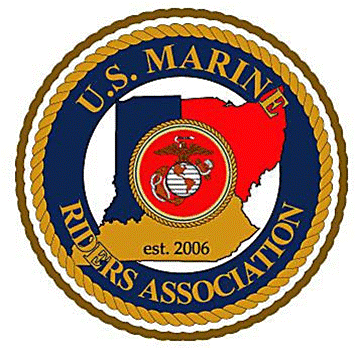 U.S. MARINE
est. 2006
RIDERS ASSOCIATION